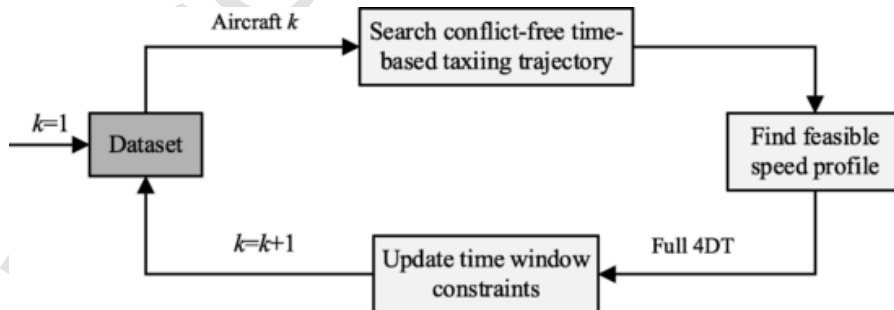 Aircraft k
Search conflict-free time-
based taxiing trajectory
k=1
Dataset
Find feasible
speed profile
k=k+1
Full 4DT
Update time window
constraints